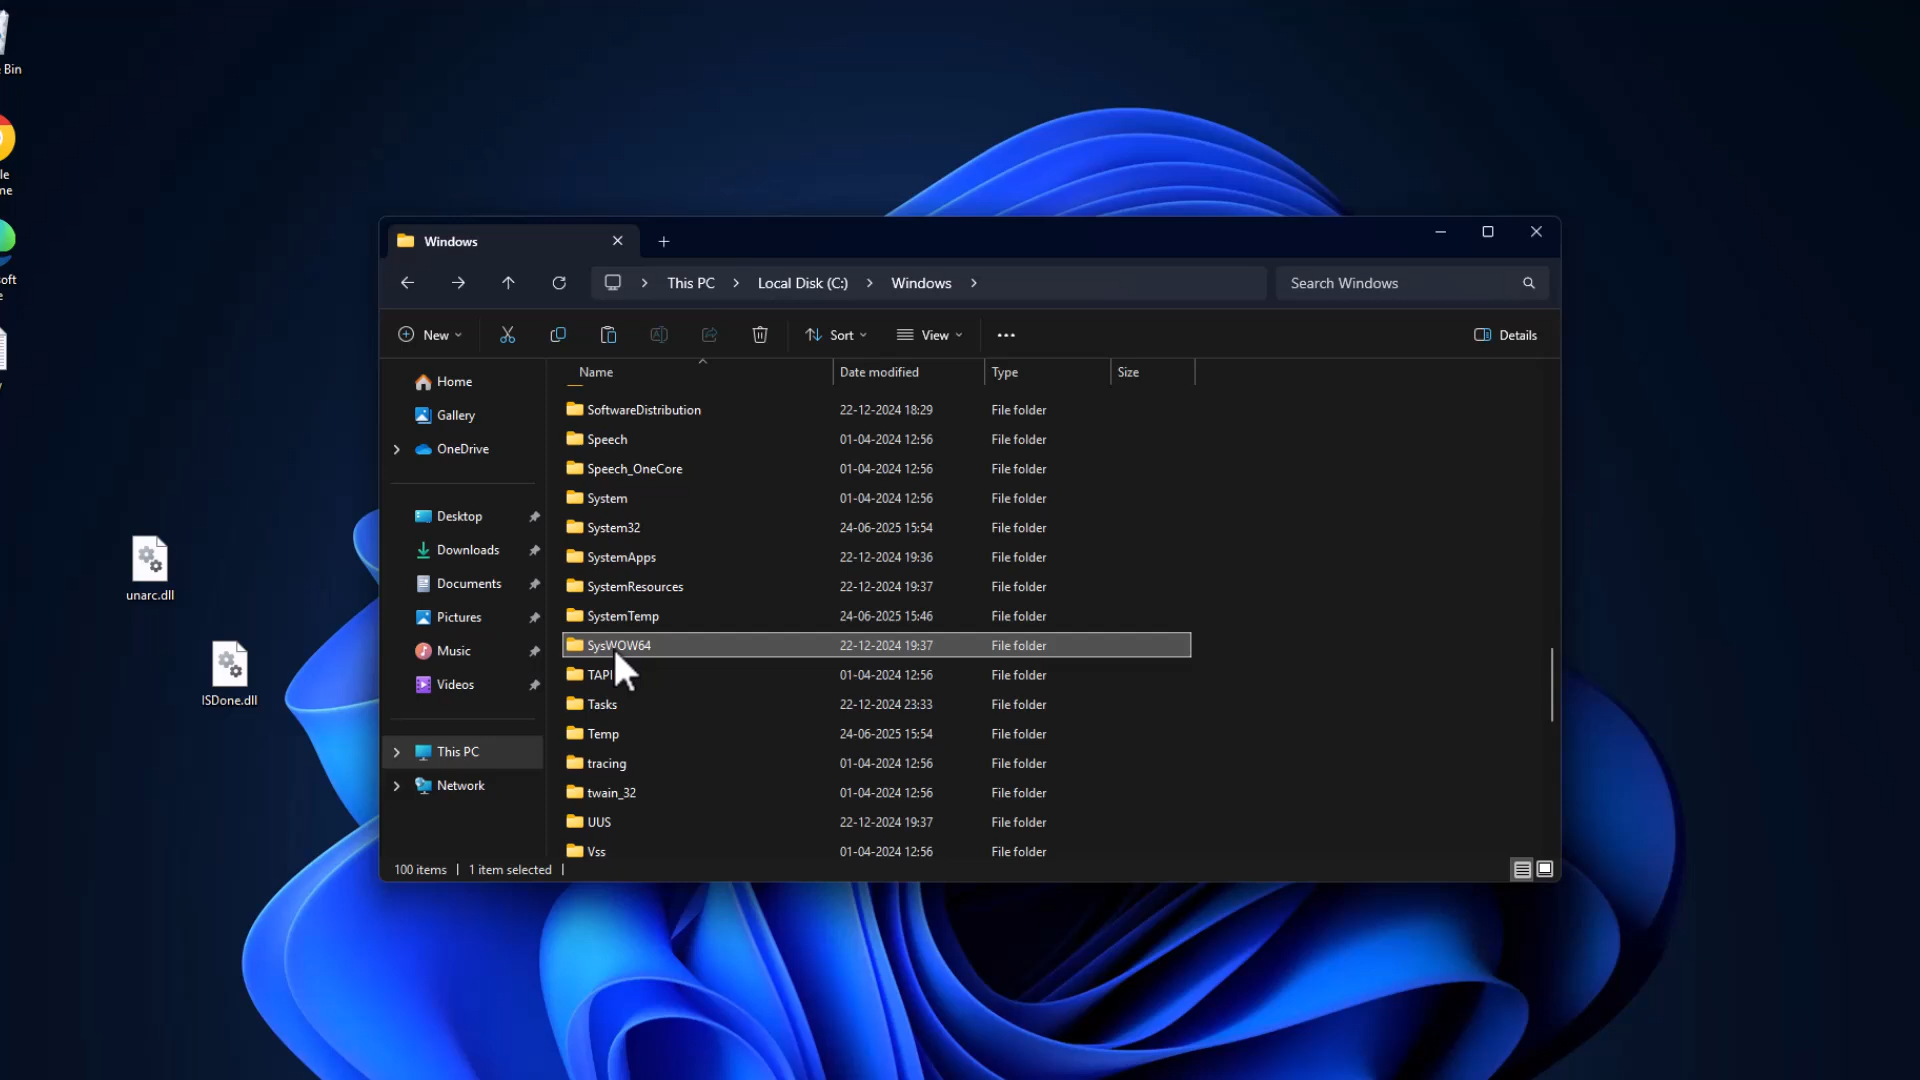 Bin
le
me
soft
e
y
unarc.dll
ISDone.dll
Windows
This PC
Local Disk (C:)
Windows
Search Windows
New
Sort
View
Details
Home
Gallery
OneDrive
Desktop
Downloads
Documents
Pictures
Music
Videos
This PC
Network
Name Date modified Type Size
SoftwareDistribution 22-12-2024 18:29 File folder
Speech 01-04-2024 12:56 File folder
Speech_OneCore 01-04-2024 12:56 File folder
System 01-04-2024 12:56 File folder
System32 24-06-2025 15:54 File folder
SystemApps 22-12-2024 19:36 File folder
SystemResources 22-12-2024 19:37 File folder
SystemTemp 24-06-2025 15:46 File folder
SysWOW64 22-12-2024 19:37 File folder
TAPI 01-04-2024 12:56 File folder
Tasks 22-12-2024 23:33 File folder
Temp 24-06-2025 15:54 File folder
tracing 01-04-2024 12:56 File folder
twain_32 01-04-2024 12:56 File folder
UUS 22-12-2024 19:37 File folder
Vss 01-04-2024 12:56 File folder
100 items 1 item selected